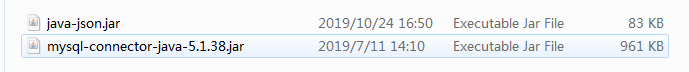 java-json.jar 2019/10/24 16:50 Executable Jar File 83 KB
mysql-connector-java-5.1.38.jar 2019/7/11 14:10 Executable Jar File 961 KB